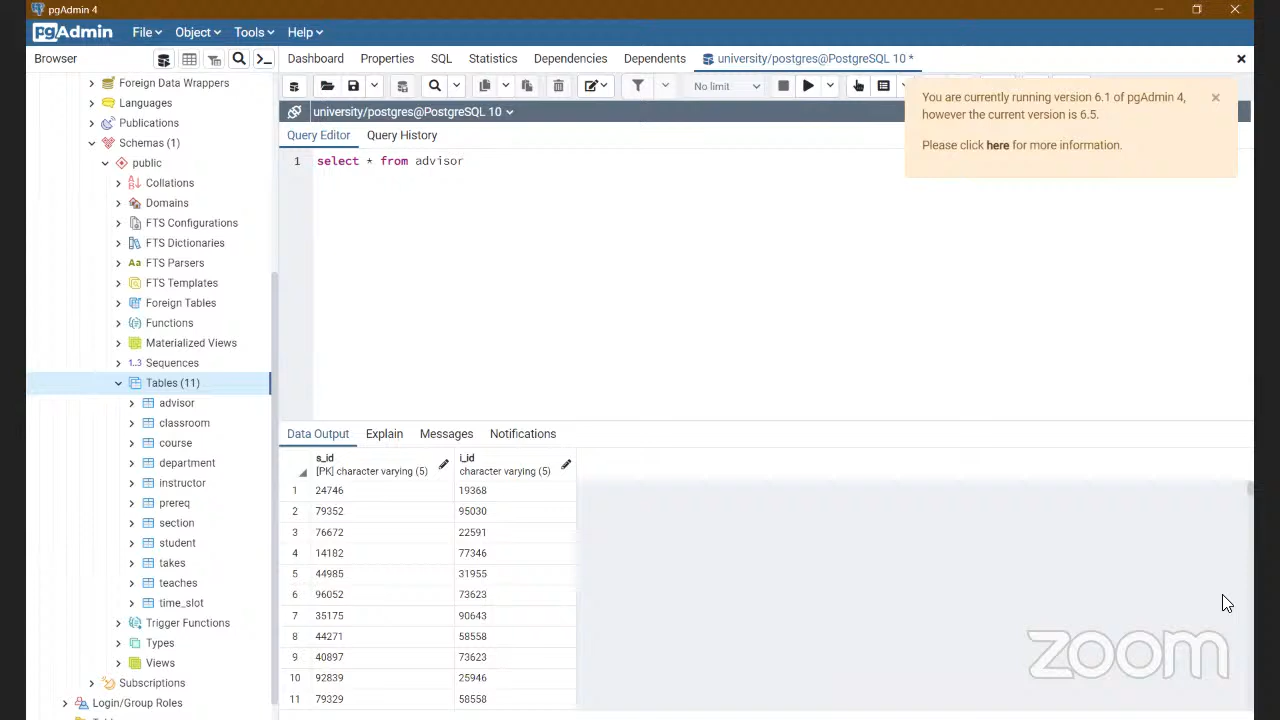 pgAdmin 4
pgAdmin File Object Tools Help
Browser
Dashboard Properties SQL Statistics Dependencies Dependents university/postgres@PostgreSQL 10 *
No limit
university/postgres@PostgreSQL 10
Query Editor Query History
1 select * from advisor
You are currently running version 6.1 of pgAdmin 4,
however the current version is 6.5.
Please click here for more information.
Foreign Data Wrappers
Languages
Publications
Schemas (1)
public
Collations
Domains
FTS Configurations
FTS Dictionaries
Aa FTS Parsers
FTS Templates
Foreign Tables
Functions
Materialized Views
1..3 Sequences
Tables (11)
advisor
classroom
course
department
instructor
prereq
section
student
takes
teaches
time_slot
Trigger Functions
Types
Views
Subscriptions
Login/Group Roles
Data Output Explain Messages Notifications
s_id i_id
[PK] character varying (5) character varying (5)
1 24746 19368
2 79352 95030
3 76672 22591
4 14182 77346
5 44985 31955
6 96052 73623
7 35175 90643
8 44271 58558
9 40897 73623
10 92839 25946
11 79329 58558
zoom